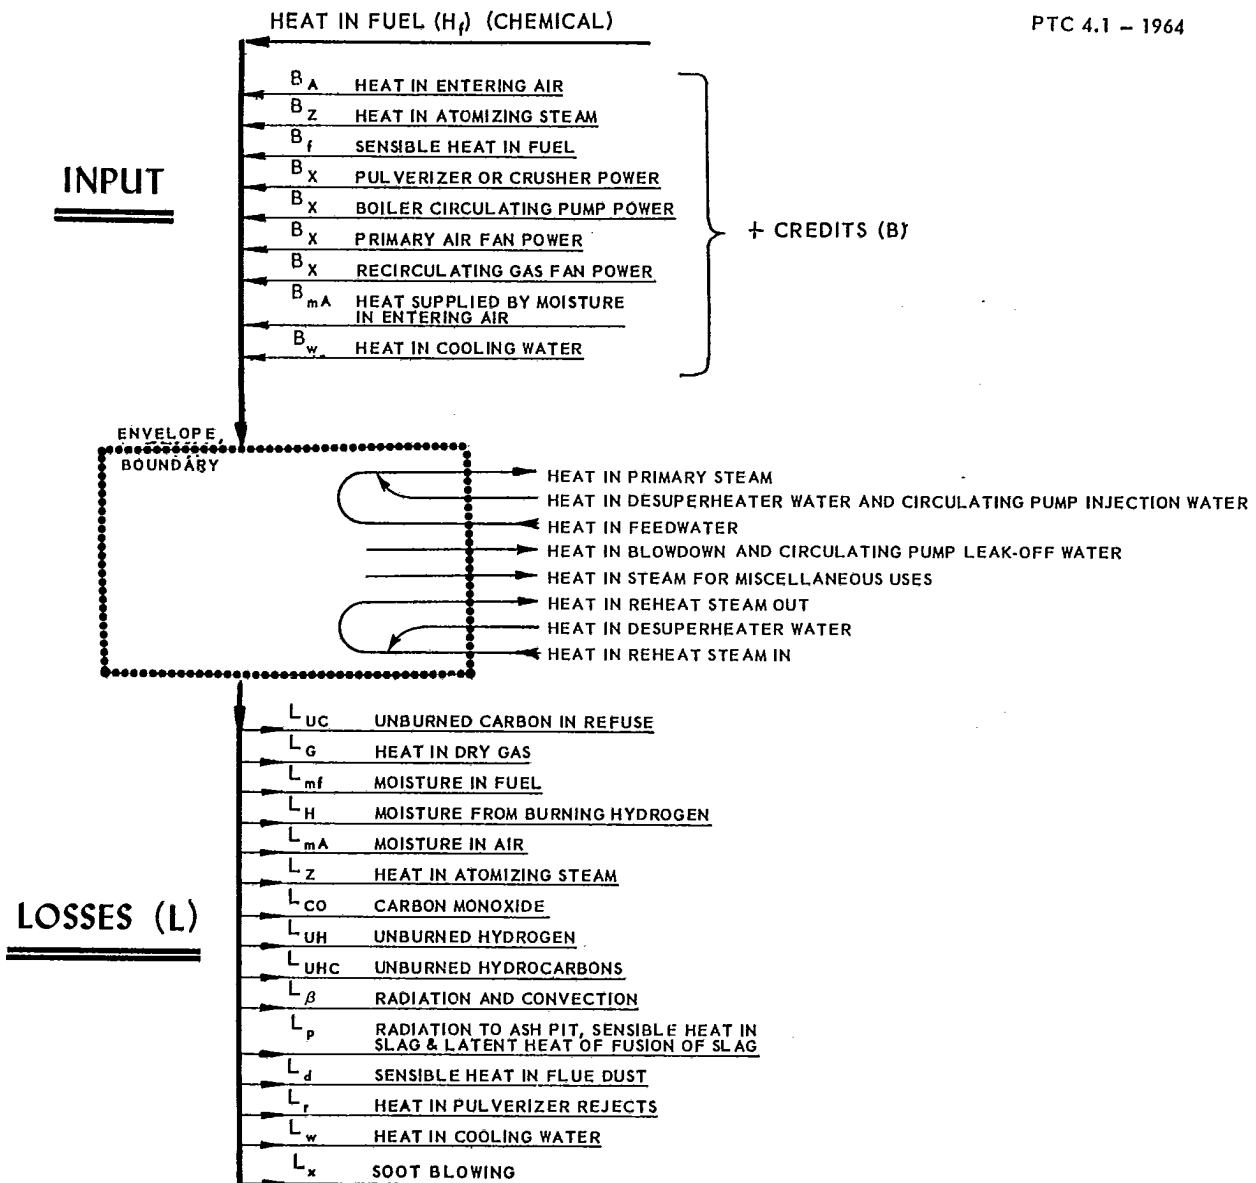 HEAT IN FUEL (Hf) (CHEMICAL)
PTC 4.1 – 1964
INPUT
BA HEAT IN ENTERING AIR
BZ HEAT IN ATOMIZING STEAM
Bf SENSIBLE HEAT IN FUEL
BX PULVERIZER OR CRUSHER POWER
BX BOILER CIRCULATING PUMP POWER
BX PRIMARY AIR FAN POWER
BX RECIRCULATING GAS FAN POWER
BmA HEAT SUPPLIED BY MOISTURE
IN ENTERING AIR
Bw HEAT IN COOLING WATER
+ CREDITS (B)
ENVELOPE
BOUNDARY
HEAT IN PRIMARY STEAM
HEAT IN DESUPERHEATER WATER AND CIRCULATING PUMP INJECTION WATER
HEAT IN FEEDWATER
HEAT IN BLOWDOWN AND CIRCULATING PUMP LEAK-OFF WATER
HEAT IN STEAM FOR MISCELLANEOUS USES
HEAT IN REHEAT STEAM OUT
HEAT IN DESUPERHEATER WATER
HEAT IN REHEAT STEAM IN
LOSSES (L)
LUC UNBURNED CARBON IN REFUSE
LG HEAT IN DRY GAS
Lmf MOISTURE IN FUEL
LH MOISTURE FROM BURNING HYDROGEN
LmA MOISTURE IN AIR
LZ HEAT IN ATOMIZING STEAM
LCO CARBON MONOXIDE
LUH UNBURNED HYDROGEN
LUHC UNBURNED HYDROCARBONS
Lβ RADIATION AND CONVECTION
Lp RADIATION TO ASH PIT, SENSIBLE HEAT IN
SLAG & LATENT HEAT OF FUSION OF SLAG
Ld SENSIBLE HEAT IN FLUE DUST
Lr HEAT IN PULVERIZER REJECTS
Lw HEAT IN COOLING WATER
Lx SOOT BLOWING